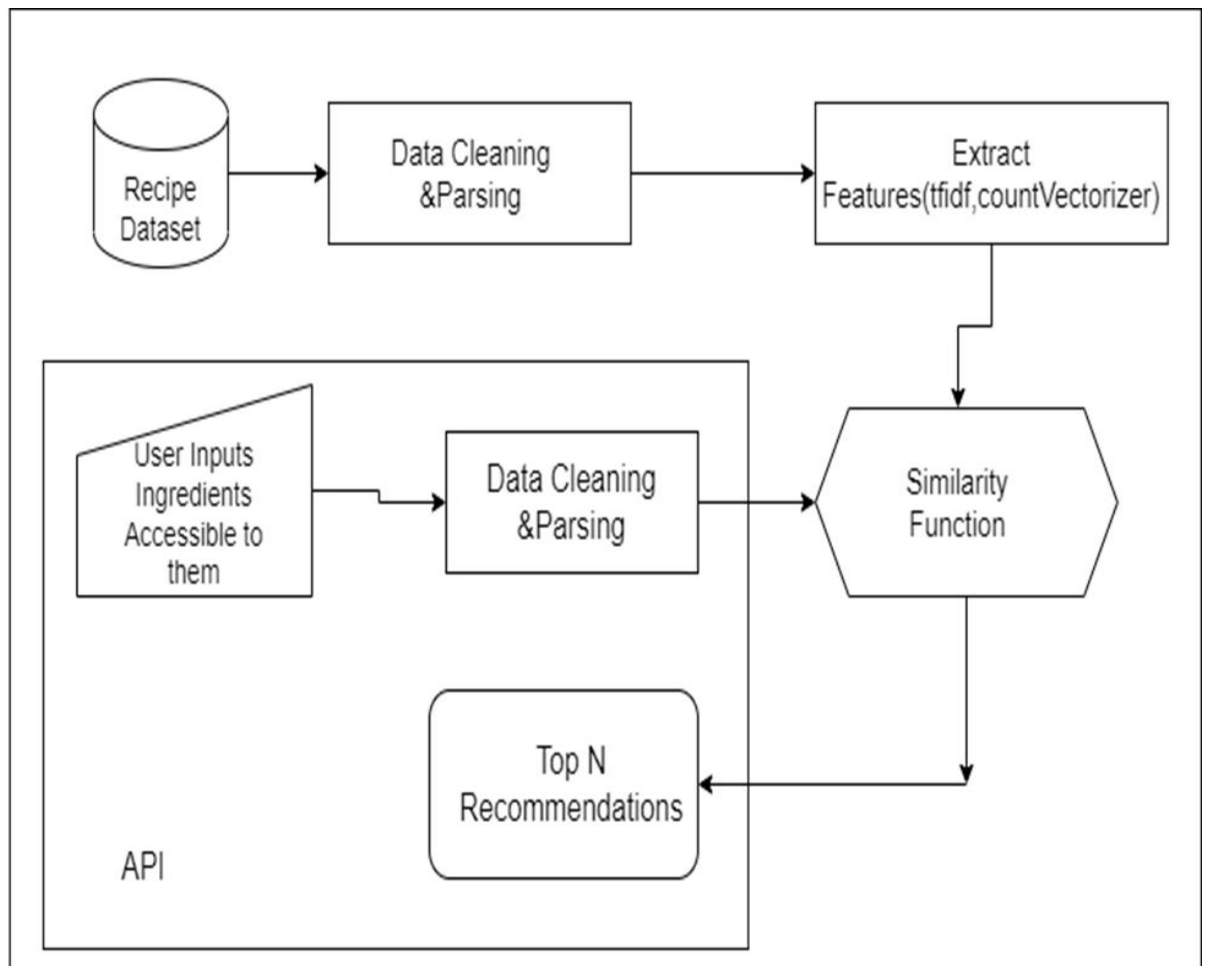 Recipe
Dataset
Data Cleaning
&Parsing
Extract
Features(tfidf,countVectorizer)
User Inputs
Ingredients
Accessible to
them
Data Cleaning
&Parsing
Similarity
Function
Top N
Recommendations
API